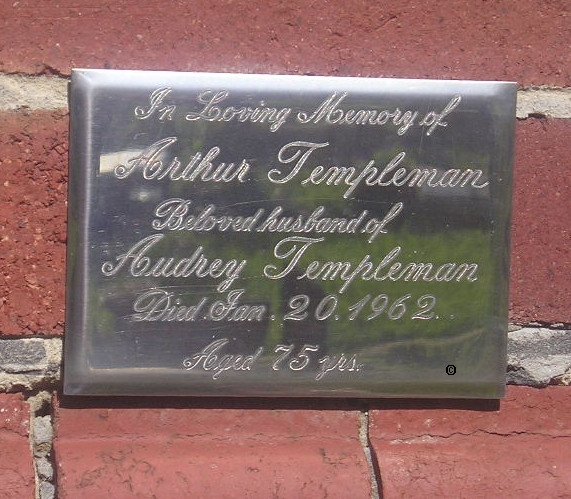 In Loving Memory of
Arthur Templeman
Beloved husband of
Audrey Templeman
Died Jan. 20. 1962.
Aged 75 yrs.
©